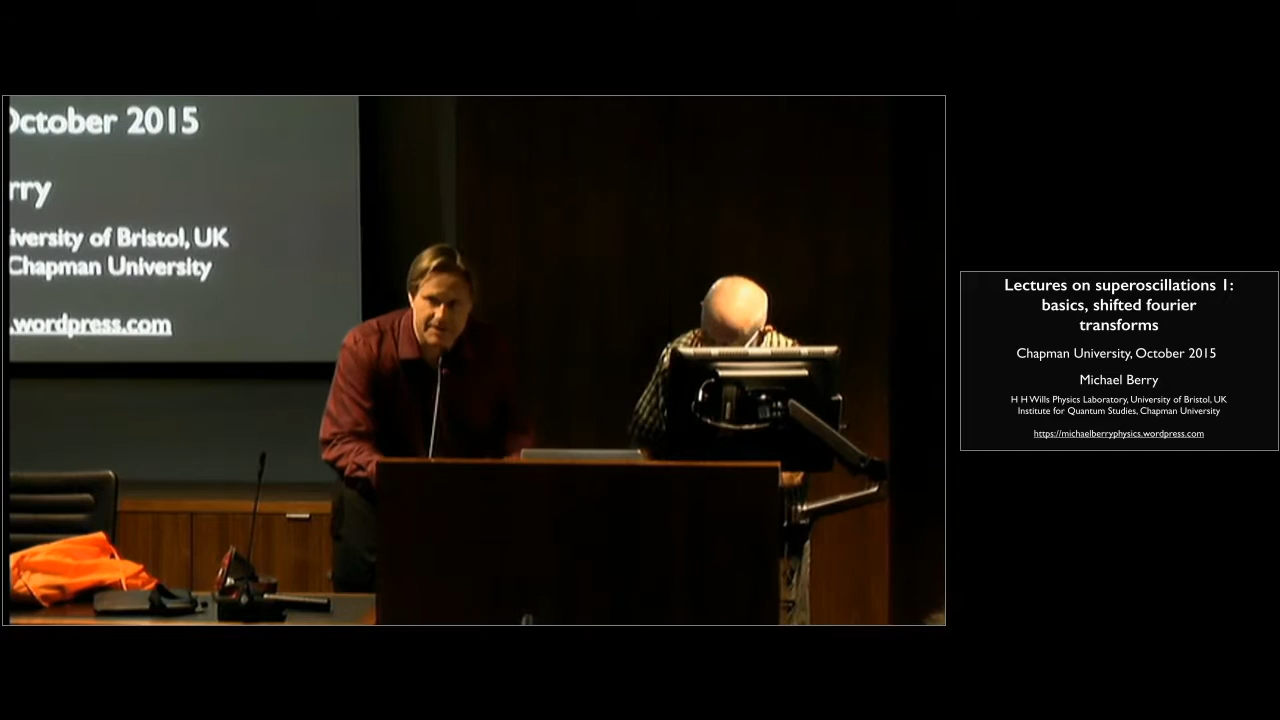 October 2015
rry
iversity of Bristol, UK
Chapman University
.wordpress.com
Lectures on superoscillations 1:
basics, shifted fourier
transforms
Chapman University, October 2015
Michael Berry
H H Wills Physics Laboratory, University of Bristol, UK
Institute for Quantum Studies, Chapman University
https://michaelberryphysics.wordpress.com